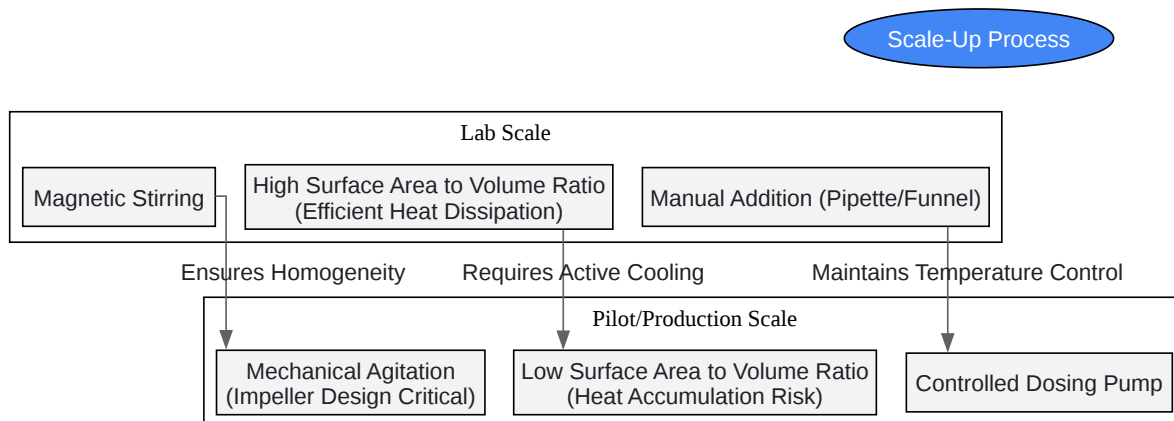 Scale-Up Process
Lab Scale
Magnetic Stirring
High Surface Area to Volume Ratio
(Efficient Heat Dissipation)
Manual Addition (Pipette/Funnel)
Ensures Homogeneity
Requires Active Cooling
Maintains Temperature Control
Pilot/Production Scale
Mechanical Agitation
(Impeller Design Critical)
Low Surface Area to Volume Ratio
(Heat Accumulation Risk)
Controlled Dosing Pump